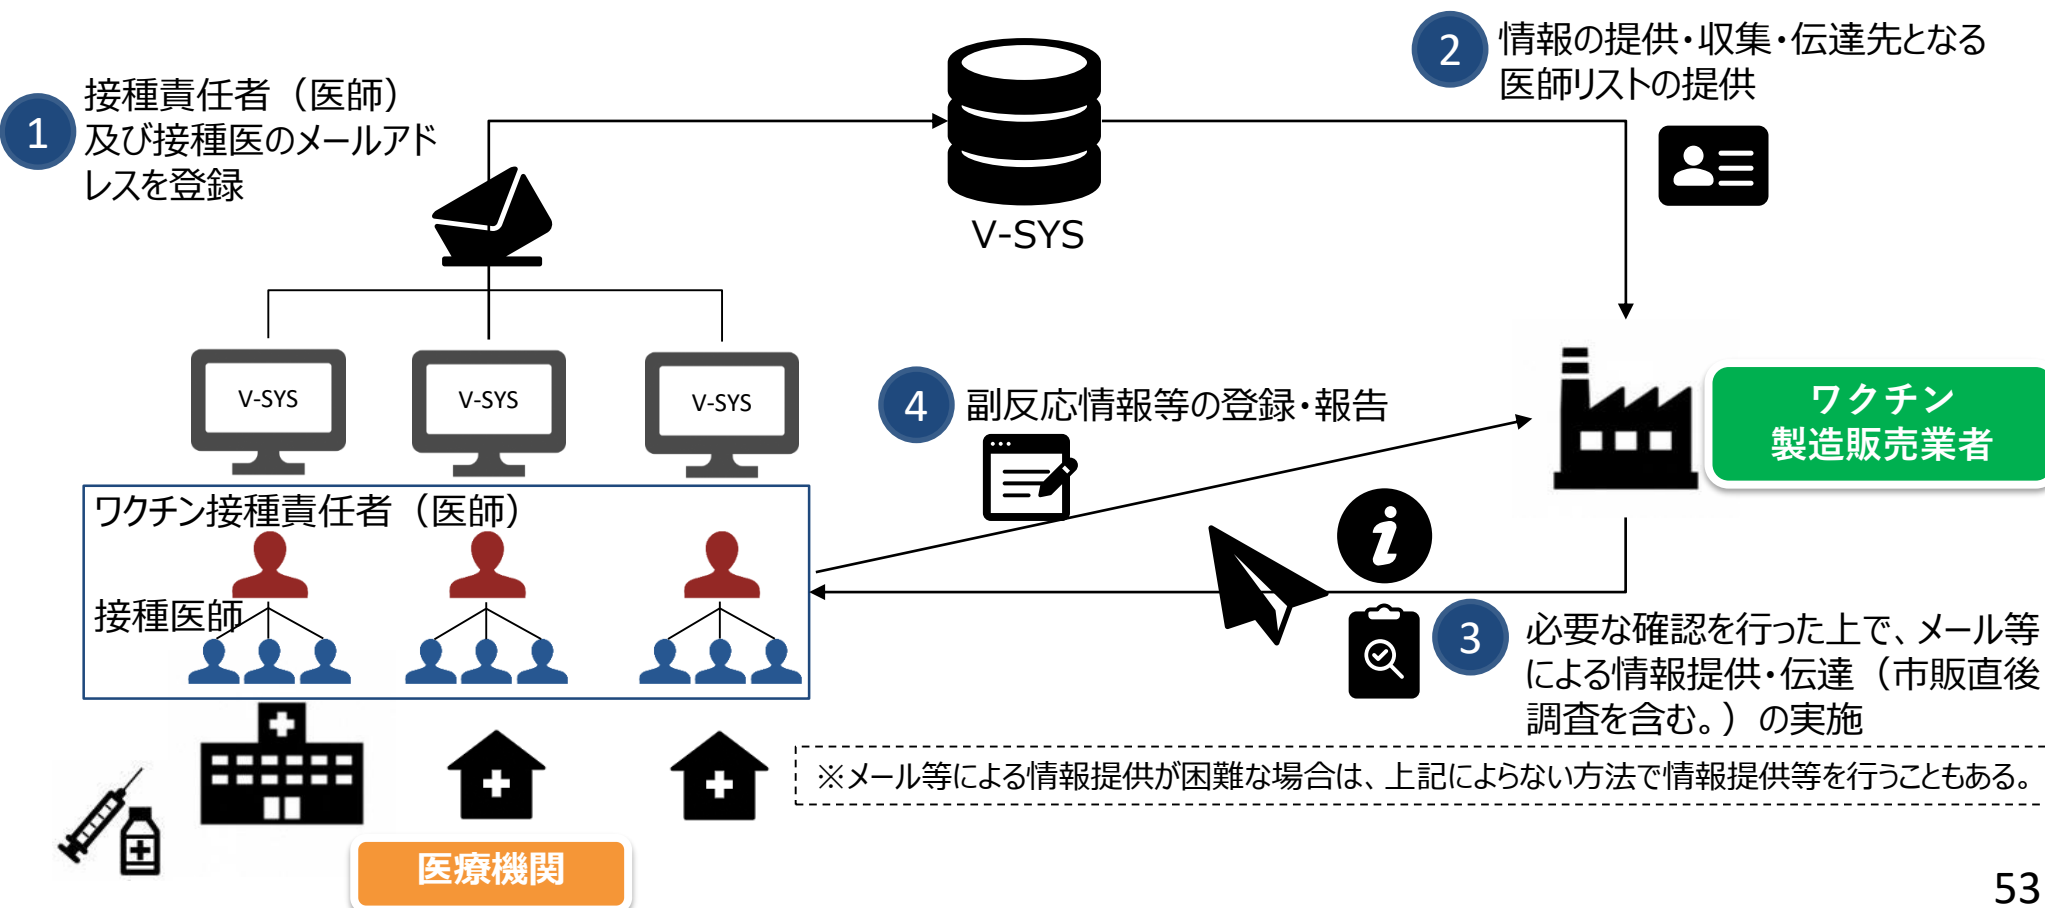 1
接種責任者（医師）
及び接種医のメールアド
レスを登録
V-SYS
2
情報の提供・収集・伝達先となる
医師リストの提供
V-SYS
V-SYS
V-SYS
4
副反応情報等の登録・報告
ワクチン
製造販売業者
ワクチン接種責任者（医師）
接種医師
3
必要な確認を行った上で、メール等
による情報提供・伝達（市販直後
調査を含む。）の実施
※メール等による情報提供が困難な場合は、上記によらない方法で情報提供等を行うこともある。
医療機関
53